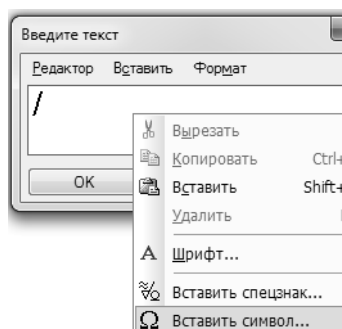 Введите текст
Редактор Вставить Формат
/
Вырезать
Копировать Ctrl+
Вставить Shift+
OK
Удалить
Шрифт...
Вставить спецзнак...
Вставить символ...